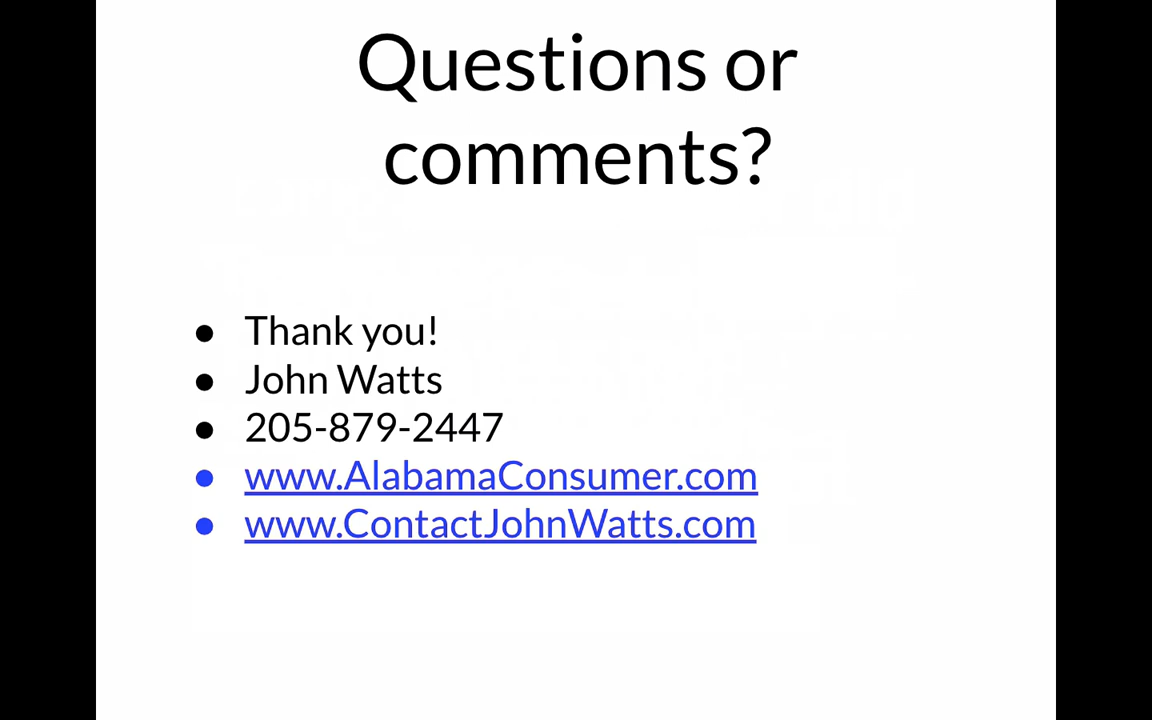 Questions or
comments?
● Thank you!
● John Watts
● 205-879-2447
● www.AlabamaConsumer.com
● www.ContactJohnWatts.com